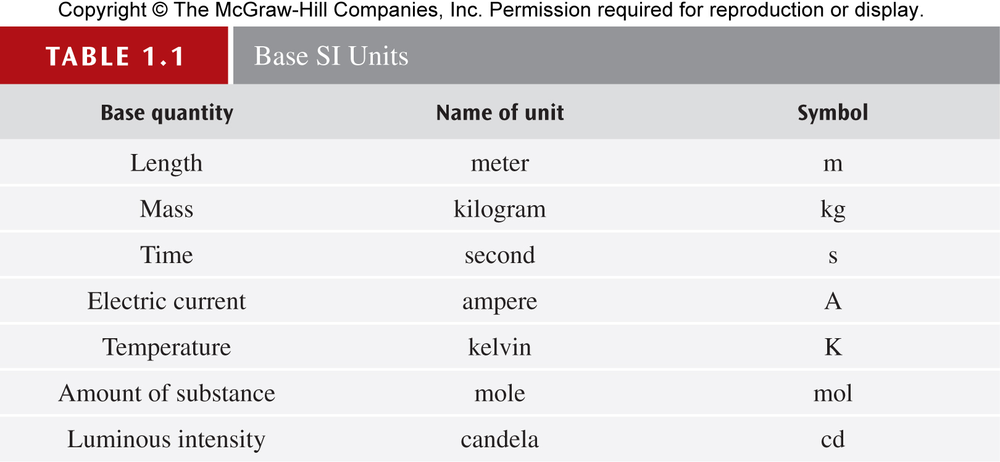 Copyright © The McGraw-Hill Companies, Inc. Permission required for reproduction or display.
TABLE 1.1 Base SI Units
Base quantity Name of unit Symbol
Length meter m
Mass kilogram kg
Time second s
Electric current ampere A
Temperature kelvin K
Amount of substance mole mol
Luminous intensity candela cd